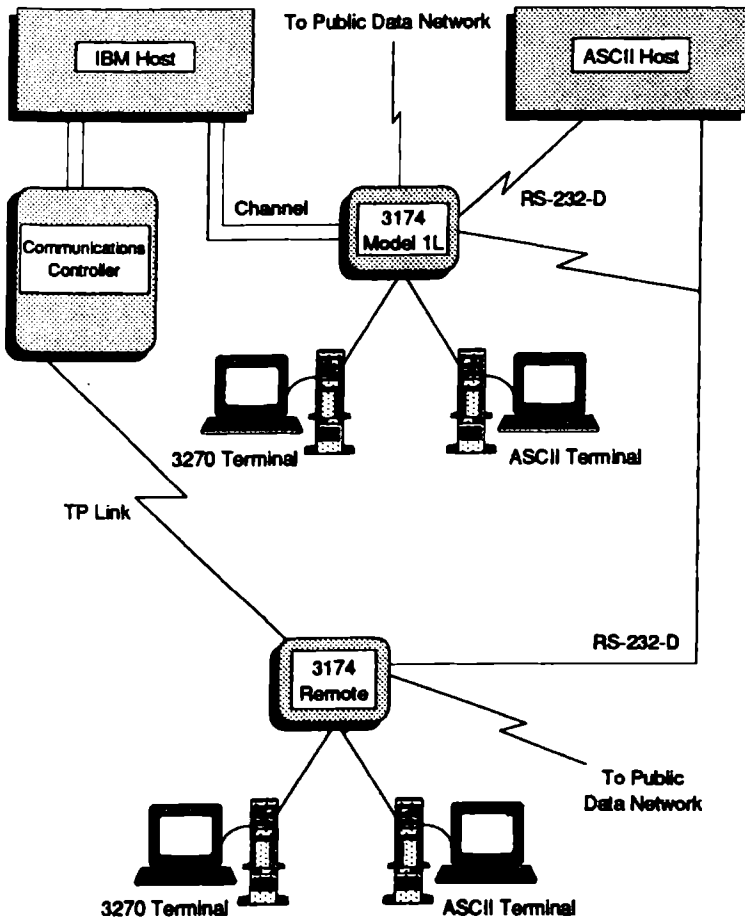 To Public Data Network
IBM Host
ASCII Host
Channel
3174
Model 1L
RS-232-D
Communications
Controller
3270 Terminal
ASCII Terminal
TP Link
RS-232-D
3174
Remote
To Public
Data Network
3270 Terminal
ASCII Terminal